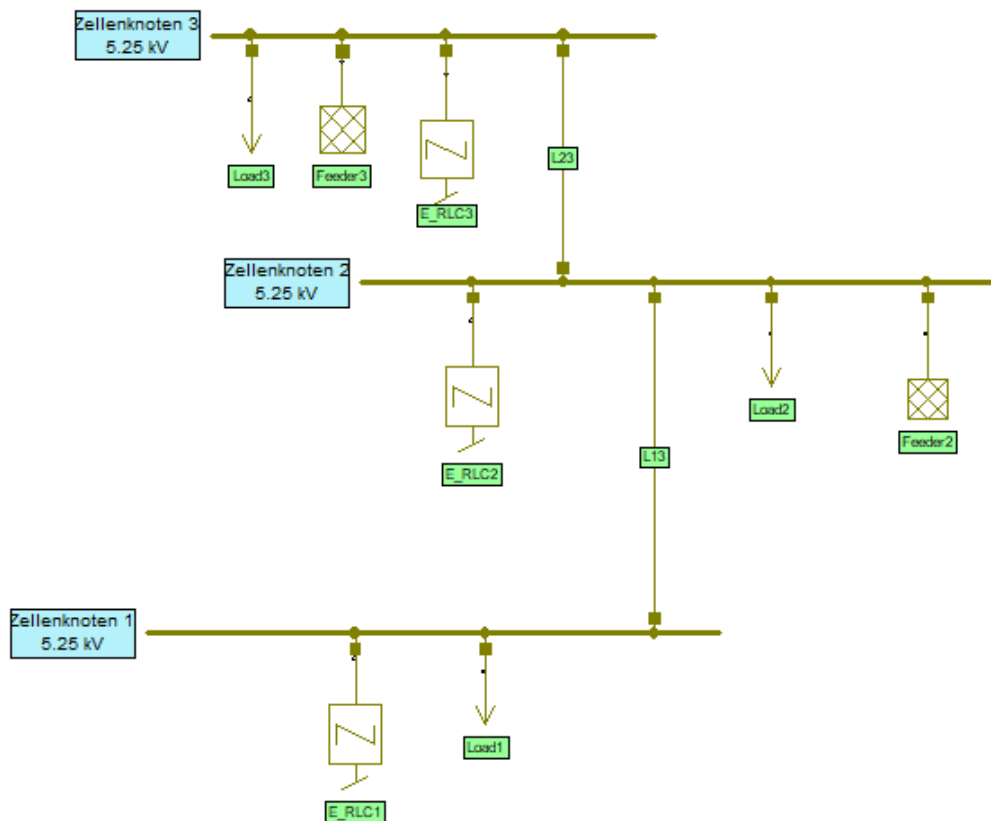 Zellenknoten 3
5.25 kV
Load3
Feeder3
E_RLC3
L23
Zellenknoten 2
5.25 kV
E_RLC2
L13
Load2
Feeder2
Zellenknoten 1
5.25 kV
E_RLC1
Load1